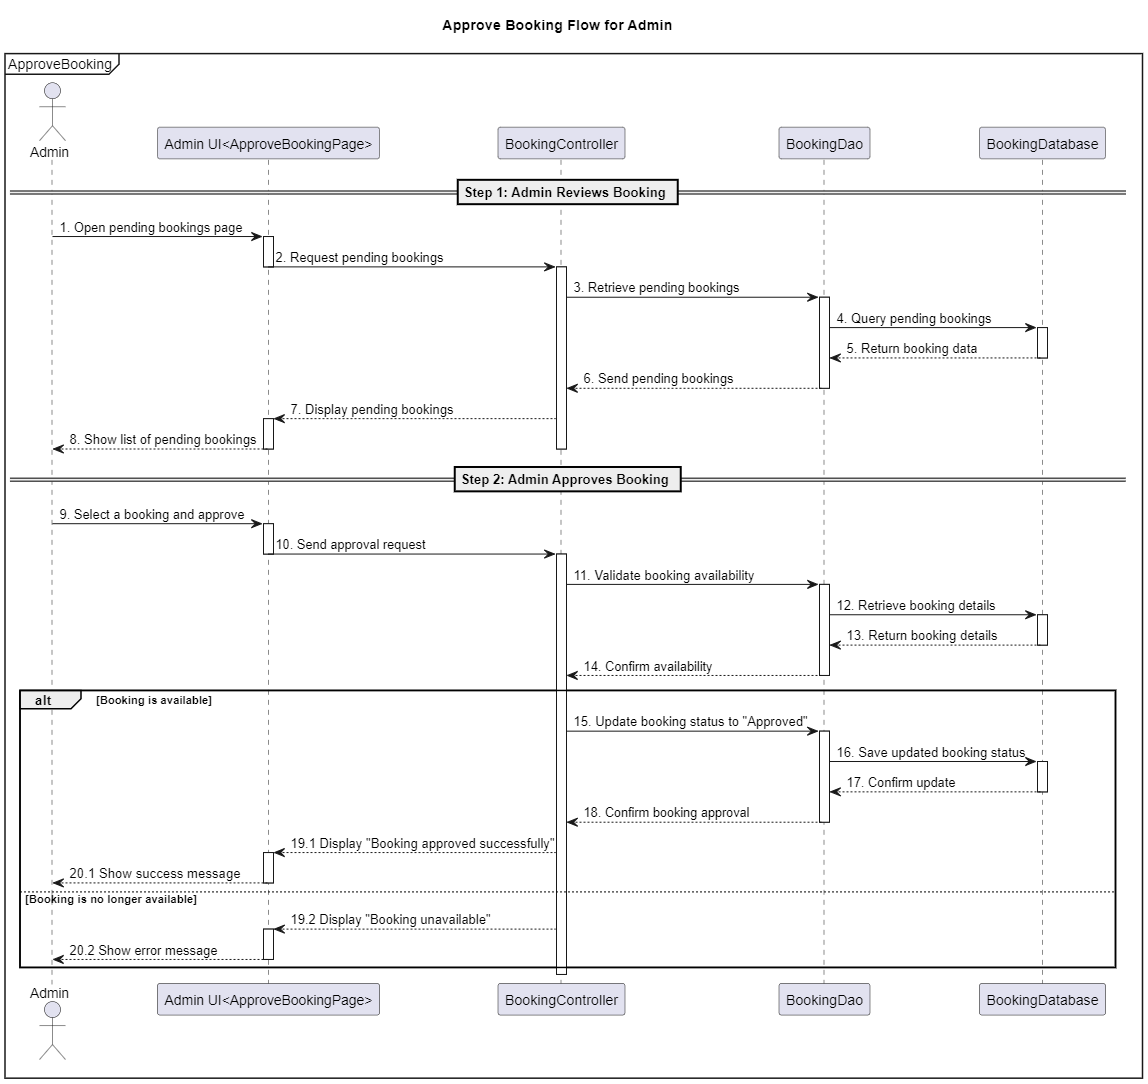 Approve Booking Flow for Admin
ApproveBooking
Admin
Admin UI<ApproveBookingPage>
BookingController
BookingDao
BookingDatabase
Step 1: Admin Reviews Booking
1. Open pending bookings page
2. Request pending bookings
3. Retrieve pending bookings
4. Query pending bookings
5. Return booking data
6. Send pending bookings
7. Display pending bookings
8. Show list of pending bookings
Step 2: Admin Approves Booking
9. Select a booking and approve
10. Send approval request
11. Validate booking availability
12. Retrieve booking details
13. Return booking details
14. Confirm availability
alt
[Booking is available]
15. Update booking status to "Approved"
16. Save updated booking status
17. Confirm update
18. Confirm booking approval
19.1 Display "Booking approved successfully"
20.1 Show success message
[Booking is no longer available]
19.2 Display "Booking unavailable"
20.2 Show error message
Admin
Admin UI<ApproveBookingPage>
BookingController
BookingDao
BookingDatabase